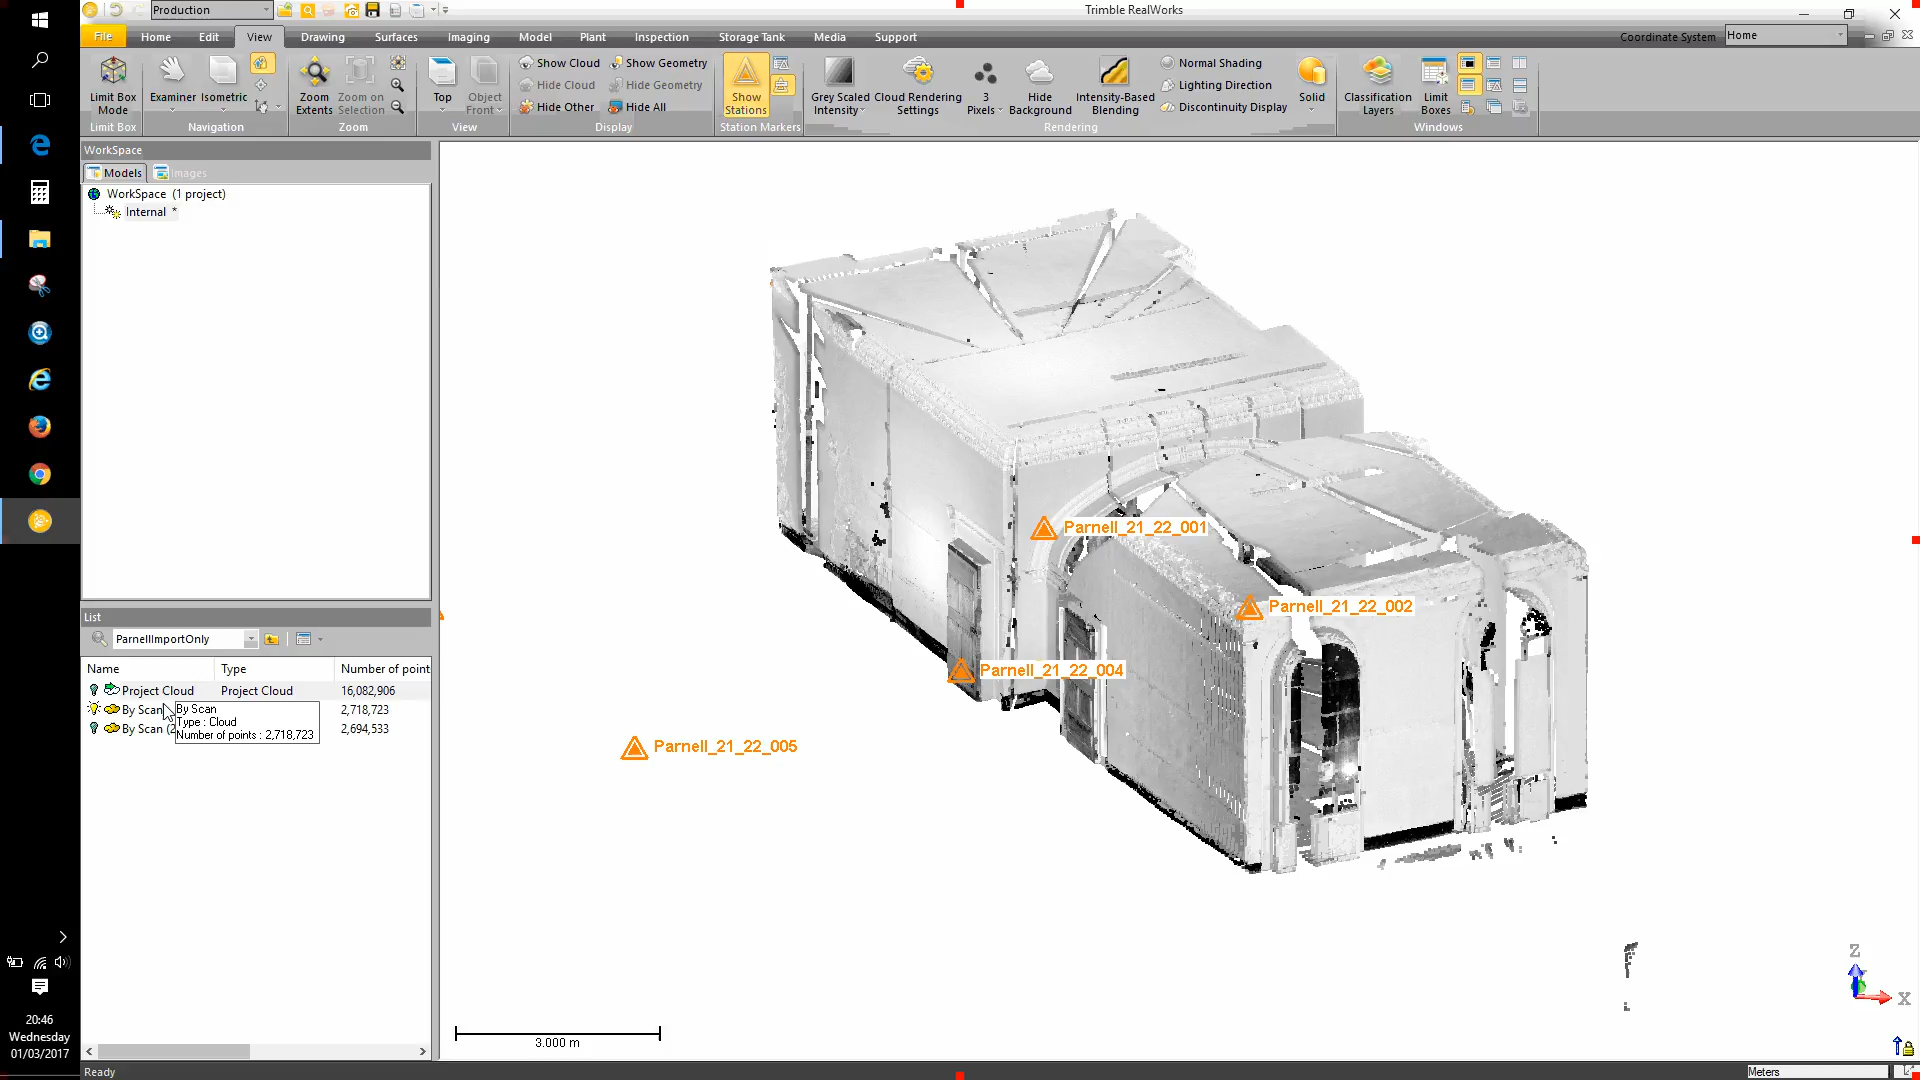 Production
Trimble RealWorks
File
Home
Edit
View
Drawing
Surfaces
Imaging
Model
Plant
Inspection
Storage Tank
Media
Support
Coordinate System
Home
Limit Box
Mode
Limit Box
Examiner
Isometric
Navigation
Zoom
Extents
Zoom on
Selection
Zoom
Top
Object
Front
View
Show Cloud
Hide Cloud
Hide Other
Show Geometry
Hide Geometry
Hide All
Display
Show
Stations
Station Markers
Grey Scaled
Intensity
Cloud Rendering
Settings
3
Pixels
Hide
Background
Intensity-Based
Blending
Normal Shading
Lighting Direction
Discontinuity Display
Solid
Rendering
Classification
Layers
Limit
Boxes
Windows
WorkSpace
Models
Images
WorkSpace (1 project)
Internal *
List
ParnellImportOnly
Name
Type
Number of point
Project Cloud
Project Cloud
16,082,906
By Scan
2,718,723
By Scan (2
2,694,533
By Scan
Type : Cloud
Number of points : 2,718,723
Parnell_21_22_001
Parnell_21_22_002
Parnell_21_22_004
Parnell_21_22_005
3.000 m
Z
X
20:46
Wednesday
01/03/2017
Ready
Meters